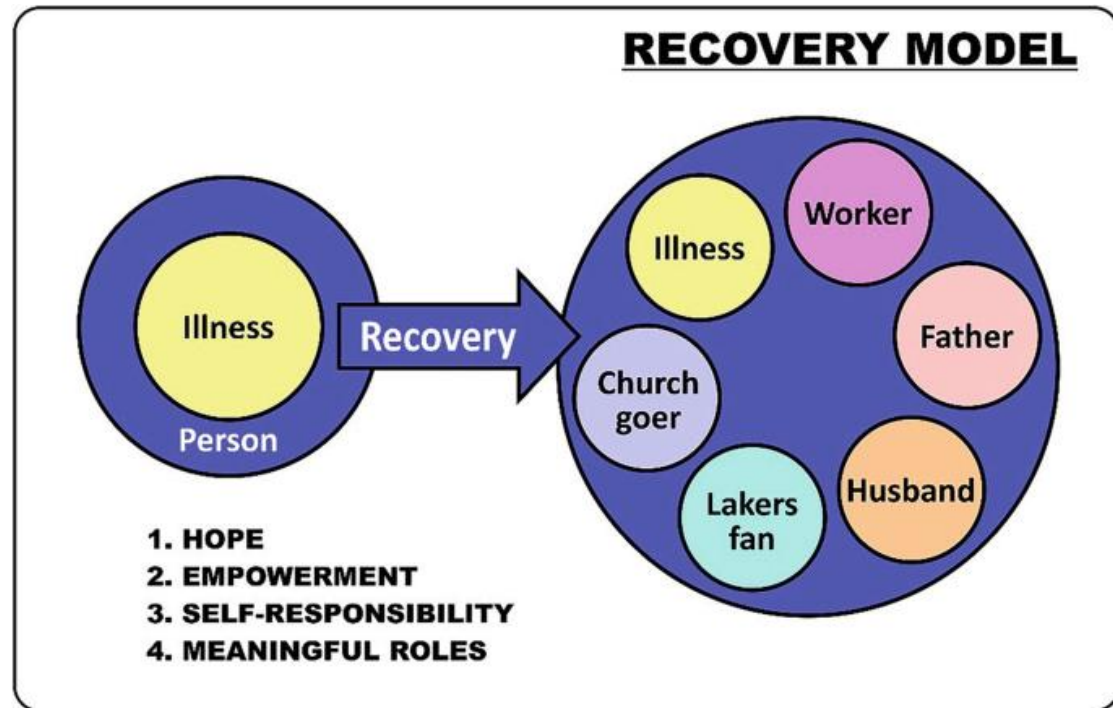 RECOVERY MODEL
Illness
Person
Recovery
Illness
Worker
Father
Church
goer
Lakers
fan
Husband
1. HOPE
2. EMPOWERMENT
3. SELF-RESPONSIBILITY
4. MEANINGFUL ROLES